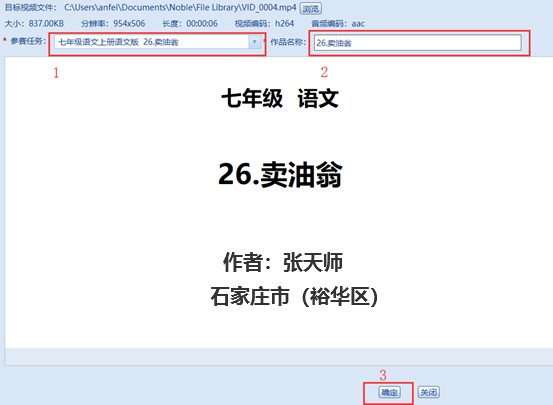 目标视频文件： C:\Users\anfei\Documents\Noble\File Library\VID_0004.mp4 浏览
大小：837.00KB 分辨率：954x506 长度：00:00:06 视频编码：h264 音频编码：aac
* 参赛任务： 七年级语文上册语文版 26.卖油翁 * 作品名称： 26.卖油翁
1 2
七年级 语文
26.卖油翁
作者：张天师
石家庄市（裕华区）
3
确定 关闭